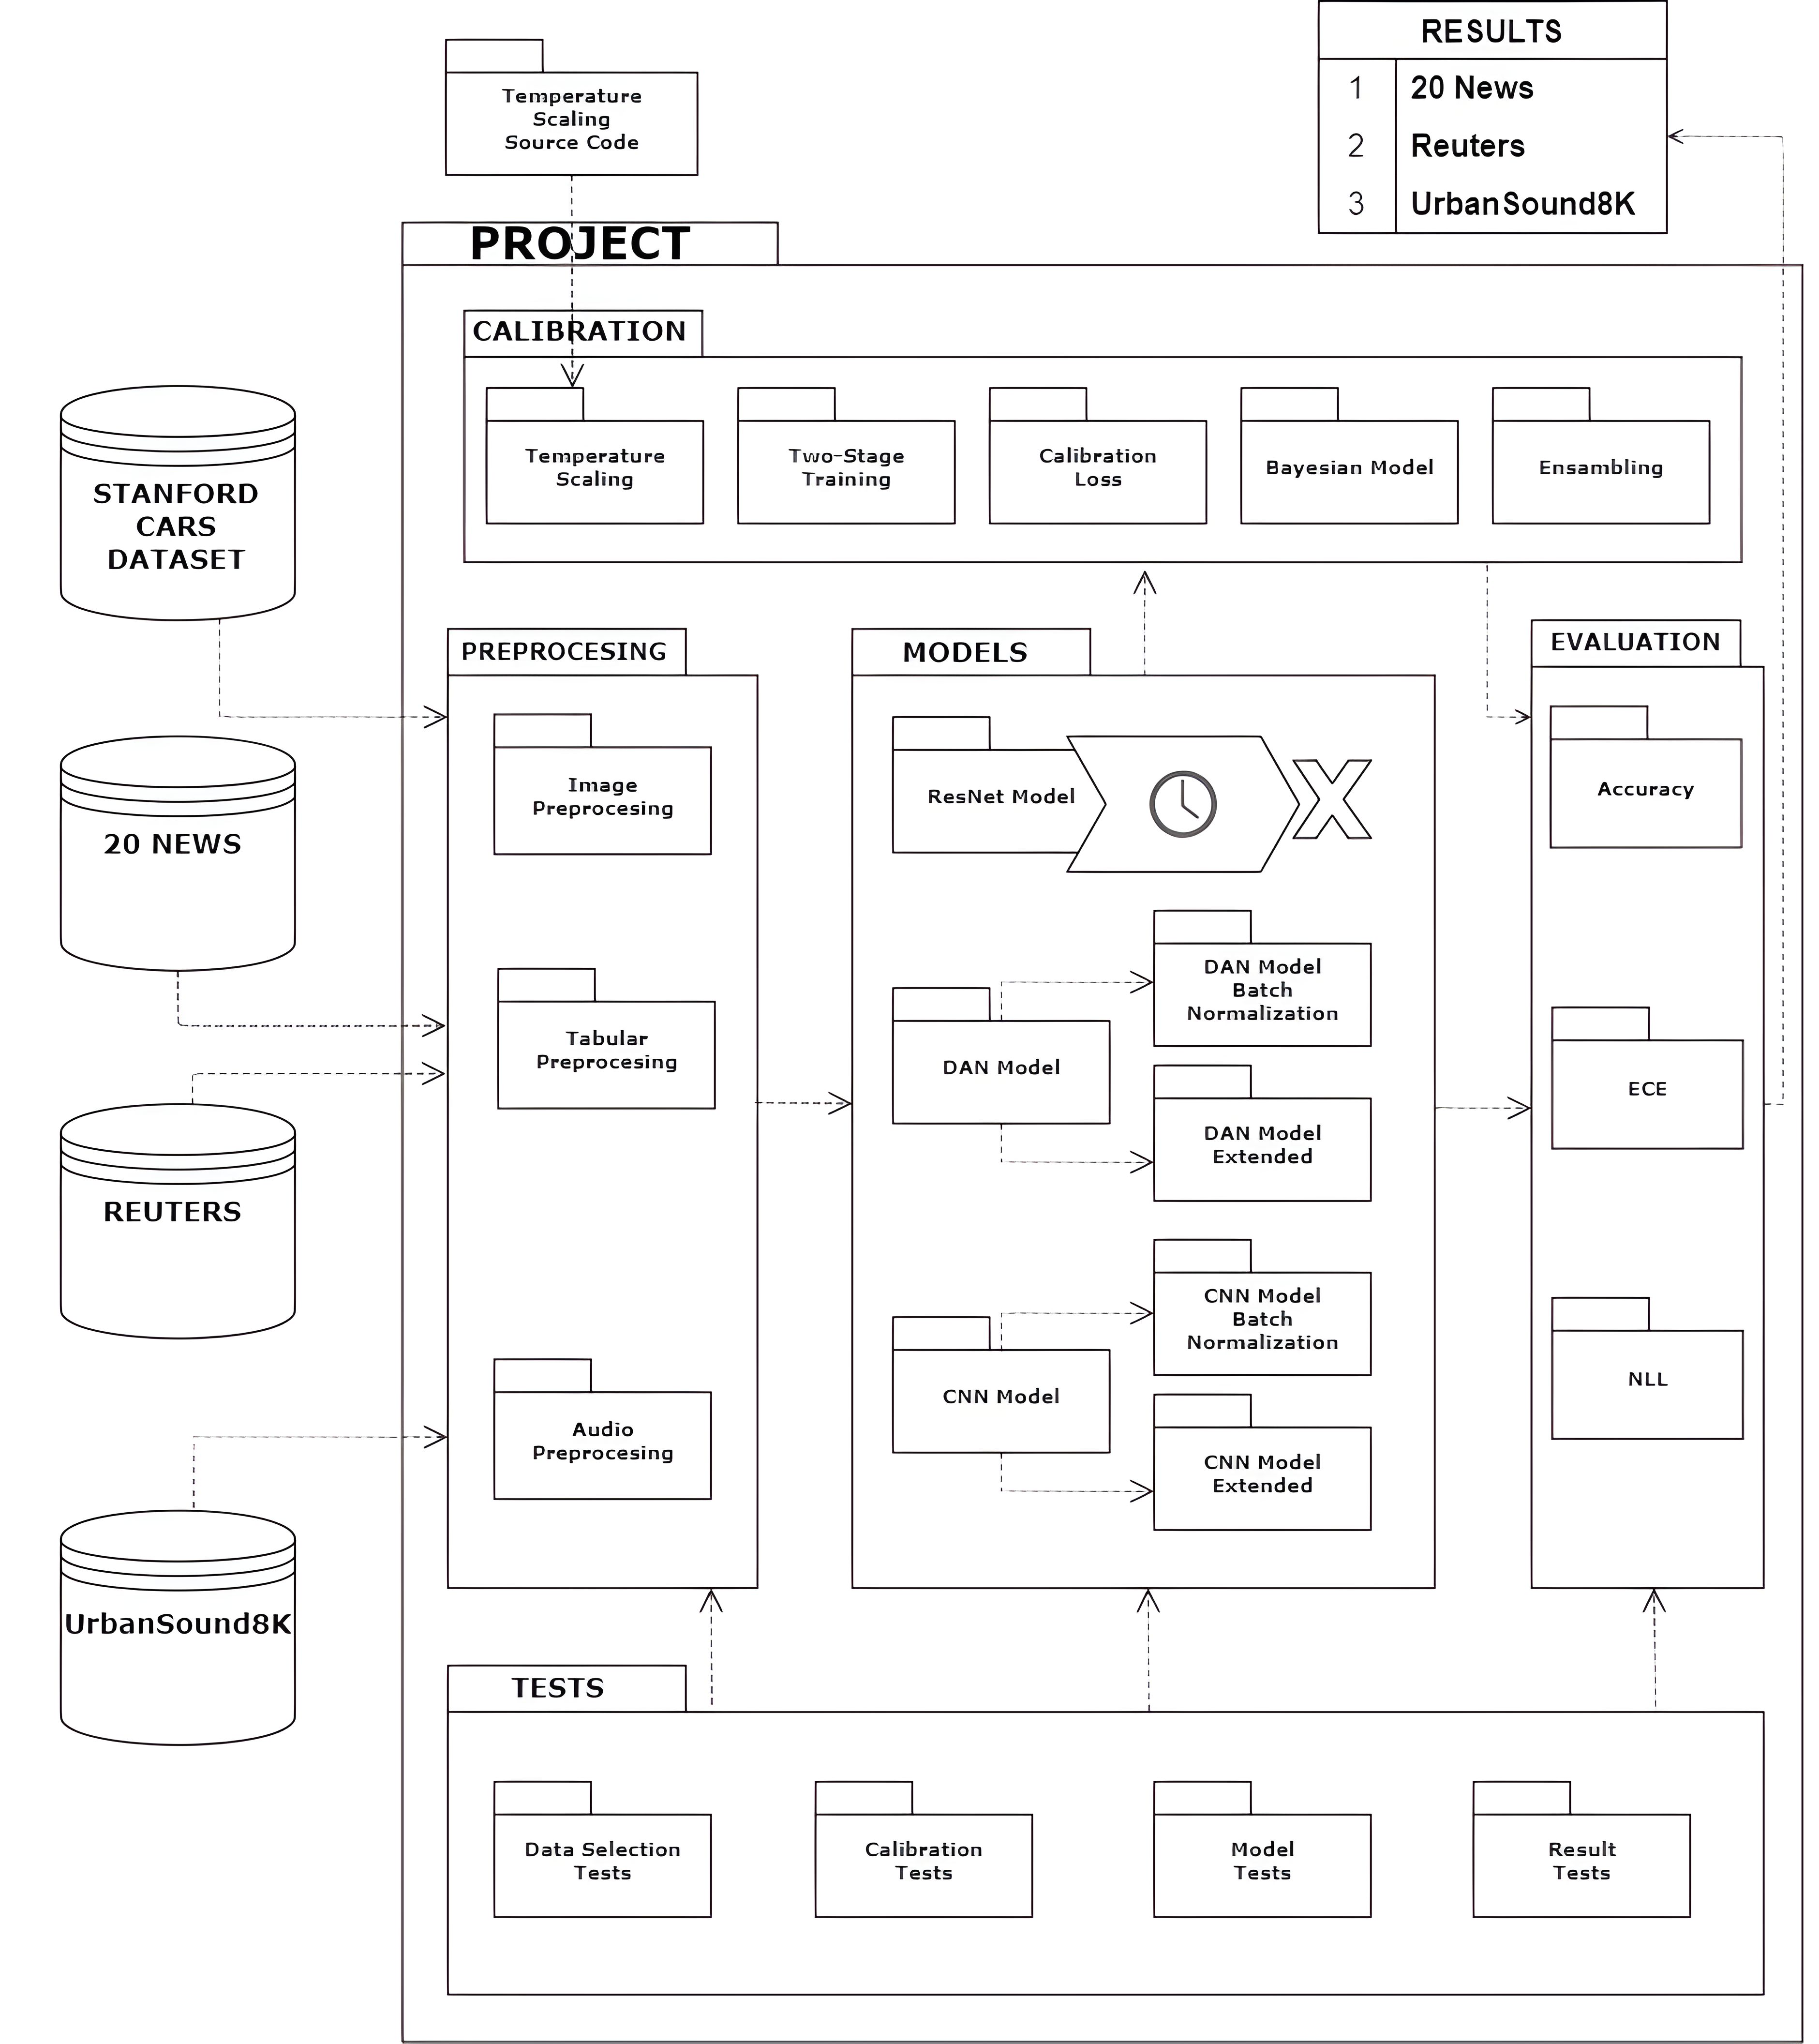 RESULTS
1 20 News
2 Reuters
3 UrbanSound8K
Temperature
Scaling
Source Code
PROJECT
CALIBRATION
Temperature
Scaling
Two-Stage
Training
Calibration
Loss
Bayesian Model
Ensambling
STANFORD
CARS
DATASET
20 NEWS
REUTERS
UrbanSound8K
PREPROCESING
Image
Preprocesing
Tabular
Preprocesing
Audio
Preprocesing
MODELS
ResNet Model
X
DAN Model
DAN Model
Batch
Normalization
DAN Model
Extended
CNN Model
CNN Model
Batch
Normalization
CNN Model
Extended
EVALUATION
Accuracy
ECE
NLL
TESTS
Data Selection
Tests
Calibration
Tests
Model
Tests
Result
Tests